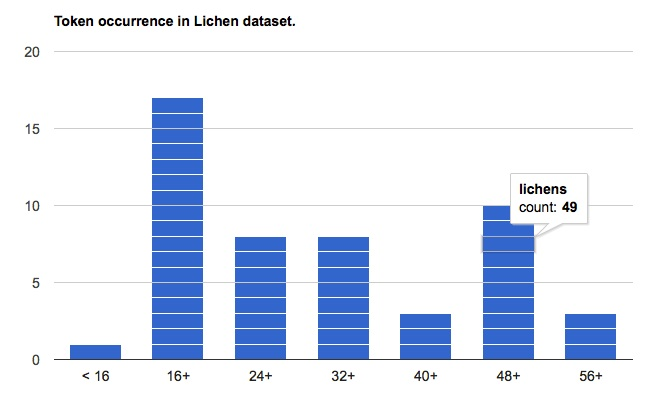 Token occurrence in Lichen dataset.
20
15
10
5
0
lichens
count: 49
< 16 16+ 24+ 32+ 40+ 48+ 56+